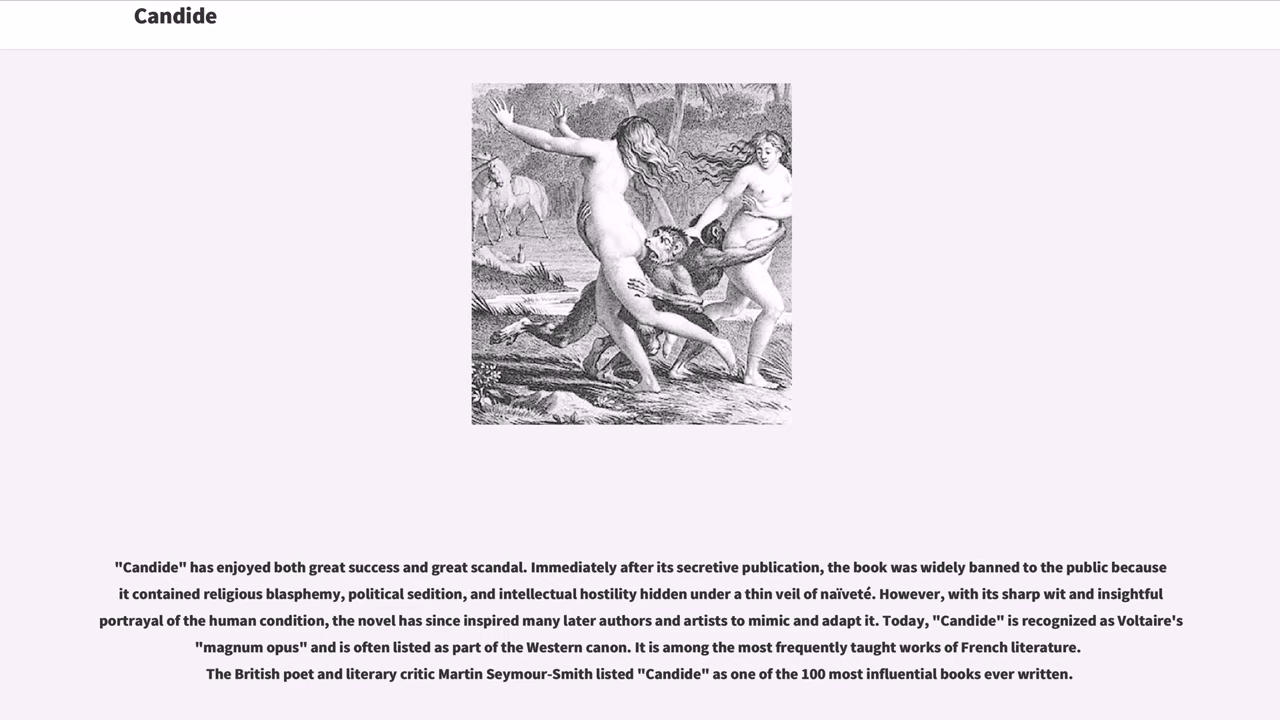 Candide
"Candide" has enjoyed both great success and great scandal. Immediately after its secretive publication, the book was widely banned to the public because
it contained religious blasphemy, political sedition, and intellectual hostility hidden under a thin veil of naïveté. However, with its sharp wit and insightful
portrayal of the human condition, the novel has since inspired many later authors and artists to mimic and adapt it. Today, "Candide" is recognized as Voltaire's
"magnum opus" and is often listed as part of the Western canon. It is among the most frequently taught works of French literature.
The British poet and literary critic Martin Seymour-Smith listed "Candide" as one of the 100 most influential books ever written.